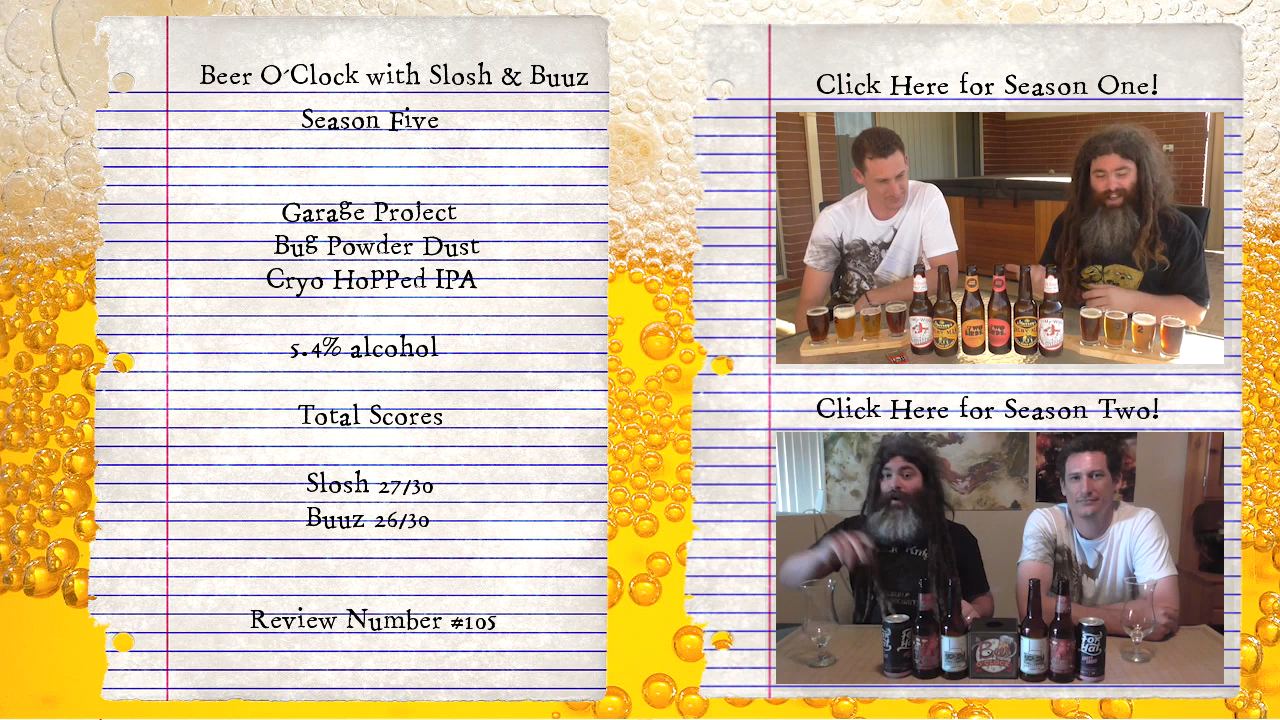 Beer O'Clock with Slosh & Buuz
Season Five
Garage Project
Bug Powder Dust
Cryo HoPPed IPA
5.4% alcohol
Total Scores
Slosh 27/30
Buuz 26/30
Review Number #105
Click Here for Season One!
Click Here for Season Two!
FOX
HAT